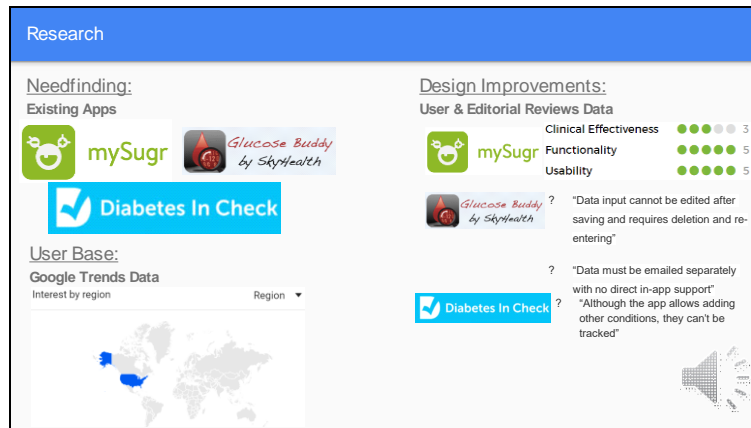 Research
Needfinding:
Existing Apps
mySugr
Glucose Buddy
by SkyHealth
Diabetes In Check
User Base:
Google Trends Data
Interest by region
Region
Design Improvements:
User & Editorial Reviews Data
mySugr
Clinical Effectiveness 3
Functionality 5
Usability 5
Glucose Buddy
by SkyHealth
? “Data input cannot be edited after
saving and requires deletion and re-
entering”
? “Data must be emailed separately
with no direct in-app support”
Diabetes In Check
? “Although the app allows adding
other conditions, they can’t be
tracked”